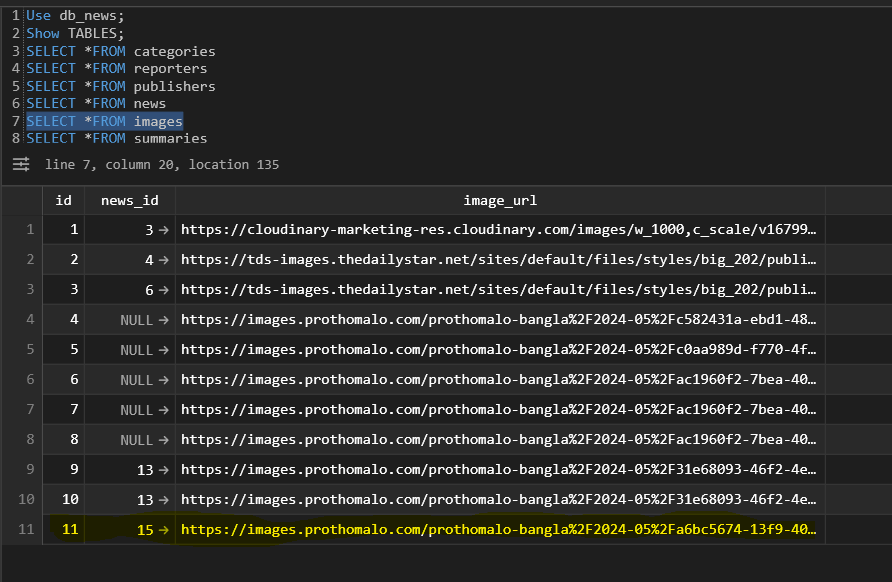 1 Use db_news;
2 Show TABLES;
3 SELECT *FROM categories
4 SELECT *FROM reporters
5 SELECT *FROM publishers
6 SELECT *FROM news
7 SELECT *FROM images
8 SELECT *FROM summaries
line 7, column 20, location 135
id news_id image_url
1 1 3 → https://cloudinary-marketing-res.cloudinary.com/images/w_1000,c_scale/v16799…
2 2 4 → https://tds-images.thedailystar.net/sites/default/files/styles/big_202/publi…
3 3 6 → https://tds-images.thedailystar.net/sites/default/files/styles/big_202/publi…
4 4 NULL → https://images.prothomalo.com/prothomalo-bangla%2F2024-05%2Fc582431a-ebd1-48…
5 5 NULL → https://images.prothomalo.com/prothomalo-bangla%2F2024-05%2Fc0aa989d-f770-4f…
6 6 NULL → https://images.prothomalo.com/prothomalo-bangla%2F2024-05%2Fac1960f2-7bea-40…
7 7 NULL → https://images.prothomalo.com/prothomalo-bangla%2F2024-05%2Fac1960f2-7bea-40…
8 8 NULL → https://images.prothomalo.com/prothomalo-bangla%2F2024-05%2Fac1960f2-7bea-40…
9 9 13 → https://images.prothomalo.com/prothomalo-bangla%2F2024-05%2F31e68093-46f2-4e…
10 10 13 → https://images.prothomalo.com/prothomalo-bangla%2F2024-05%2F31e68093-46f2-4e…
11 11 15 → https://images.prothomalo.com/prothomalo-bangla%2F2024-05%2Fa6bc5674-13f9-40…